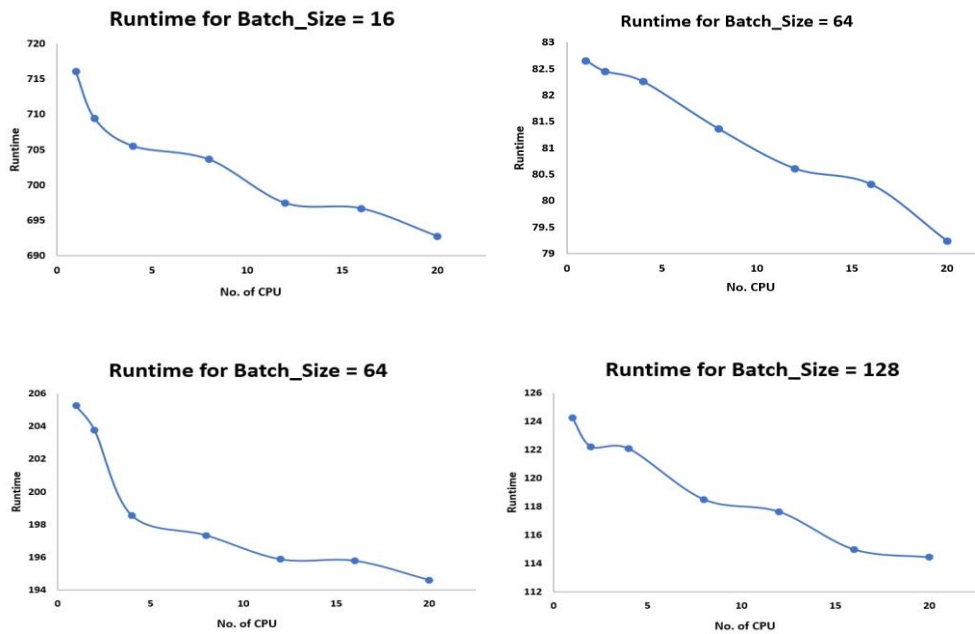 Runtime for Batch_Size = 16
720
715
710
705
700
695
690
Runtime
0 5 10 15 20
No. of CPU
Runtime for Batch_Size = 64
83
82.5
82
81.5
81
80.5
80
79.5
79
Runtime
0 5 10 15 20
No. CPU
Runtime for Batch_Size = 64
206
204
202
200
198
196
194
Runtime
0 5 10 15 20
No. of CPU
Runtime for Batch_Size = 128
126
124
122
120
118
116
114
112
Runtime
0 5 10 15 20
No. of CPU